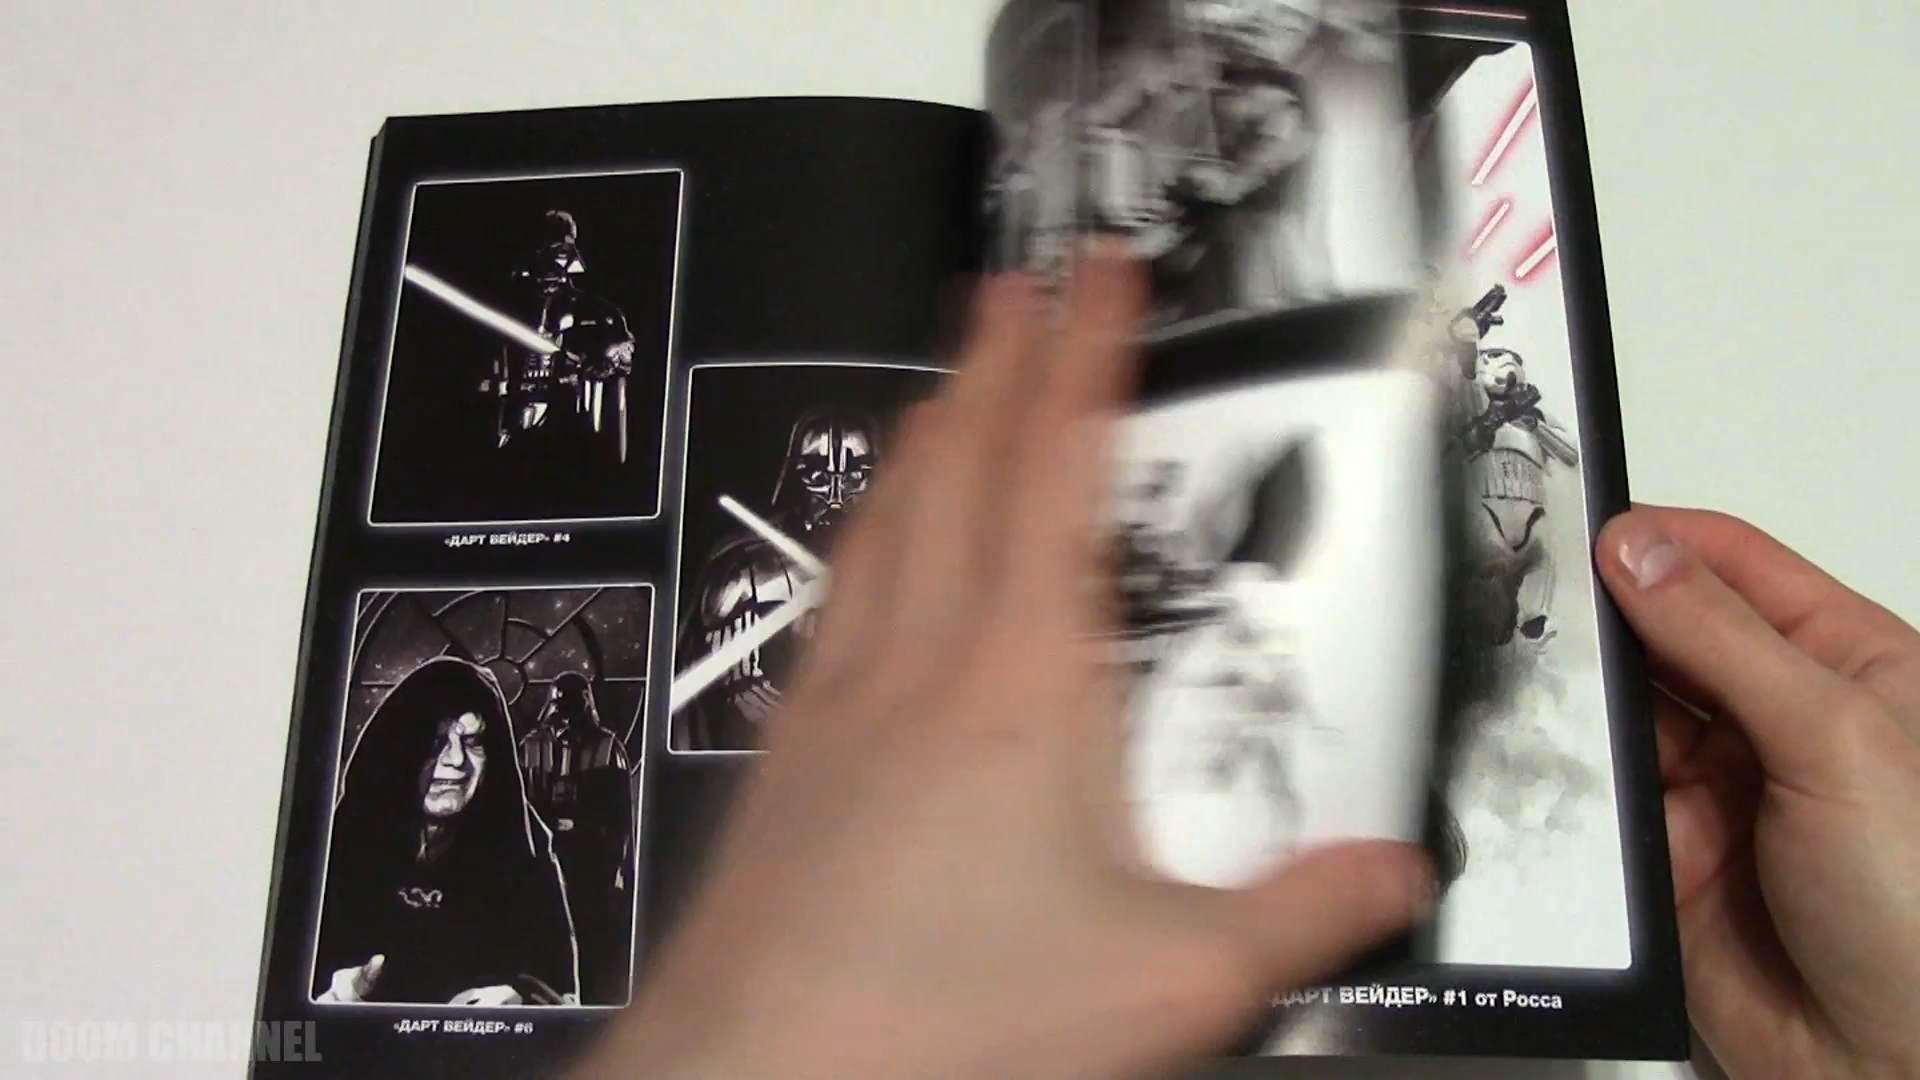 «ДАРТ ВЕЙДЕР» #4
«ДАРТ ВЕЙДЕР» #6
«ДАРТ ВЕЙДЕР» #1 от Росса
DOOM CHANNEL